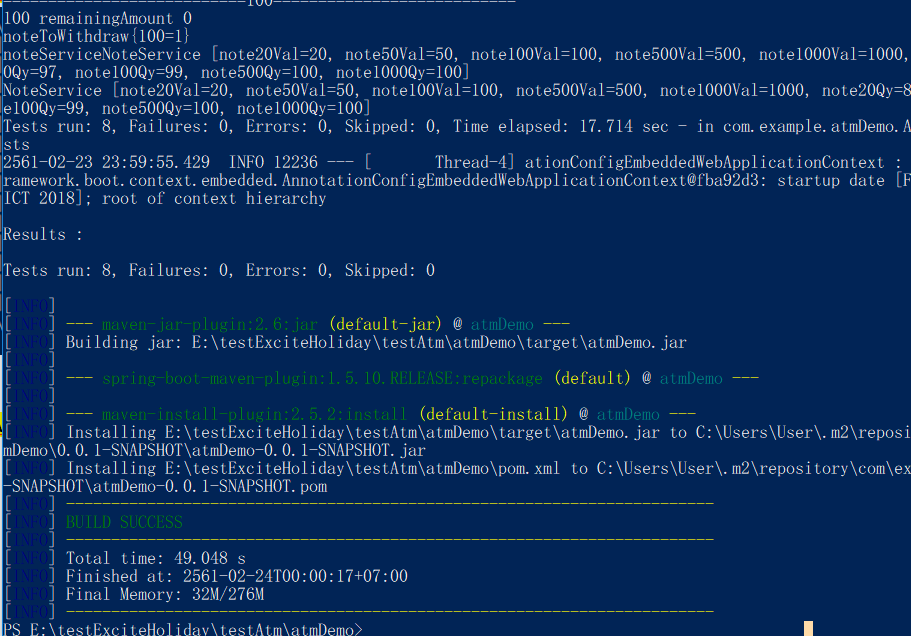 ---------------------------100---------------------------
100 remainingAmount 0
noteToWithdraw{100=1}
noteServiceNoteService [note20Val=20, note50Val=50, note100Val=100, note500Val=500, note1000Val=1000,
0Qy=97, note100Qy=99, note500Qy=100, note1000Qy=100]
NoteService [note20Val=20, note50Val=50, note100Val=100, note500Val=500, note1000Val=1000, note20Qy=8
e100Qy=99, note500Qy=100, note1000Qy=100]
Tests run: 8, Failures: 0, Errors: 0, Skipped: 0, Time elapsed: 17.714 sec - in com.example.atmDemo.A
sts
2561-02-23 23:59:55.429  INFO 12236 --- [       Thread-4] ationConfigEmbeddedWebApplicationContext :
ramework.boot.context.embedded.AnnotationConfigEmbeddedWebApplicationContext@fba92d3: startup date [F
ICT 2018]; root of context hierarchy
Results :
Tests run: 8, Failures: 0, Errors: 0, Skipped: 0
[INFO]
[INFO] --- maven-jar-plugin:2.6:jar (default-jar) @ atmDemo ---
[INFO] Building jar: E:\testExciteHoliday\testAtm\atmDemo\target\atmDemo.jar
[INFO]
[INFO] --- spring-boot-maven-plugin:1.5.10.RELEASE:repackage (default) @ atmDemo ---
[INFO]
[INFO] --- maven-install-plugin:2.5.2:install (default-install) @ atmDemo ---
[INFO] Installing E:\testExciteHoliday\testAtm\atmDemo\target\atmDemo.jar to C:\Users\User\.m2\reposi
mDemo\0.0.1-SNAPSHOT\atmDemo-0.0.1-SNAPSHOT.jar
[INFO] Installing E:\testExciteHoliday\testAtm\atmDemo\pom.xml to C:\Users\User\.m2\repository\com\ex
-SNAPSHOT\atmDemo-0.0.1-SNAPSHOT.pom
[INFO] ------------------------------------------------------------------------
[INFO] BUILD SUCCESS
[INFO] ------------------------------------------------------------------------
[INFO] Total time: 49.048 s
[INFO] Finished at: 2561-02-24T00:00:17+07:00
[INFO] Final Memory: 32M/276M
[INFO] ------------------------------------------------------------------------
PS E:\testExciteHoliday\testAtm\atmDemo>